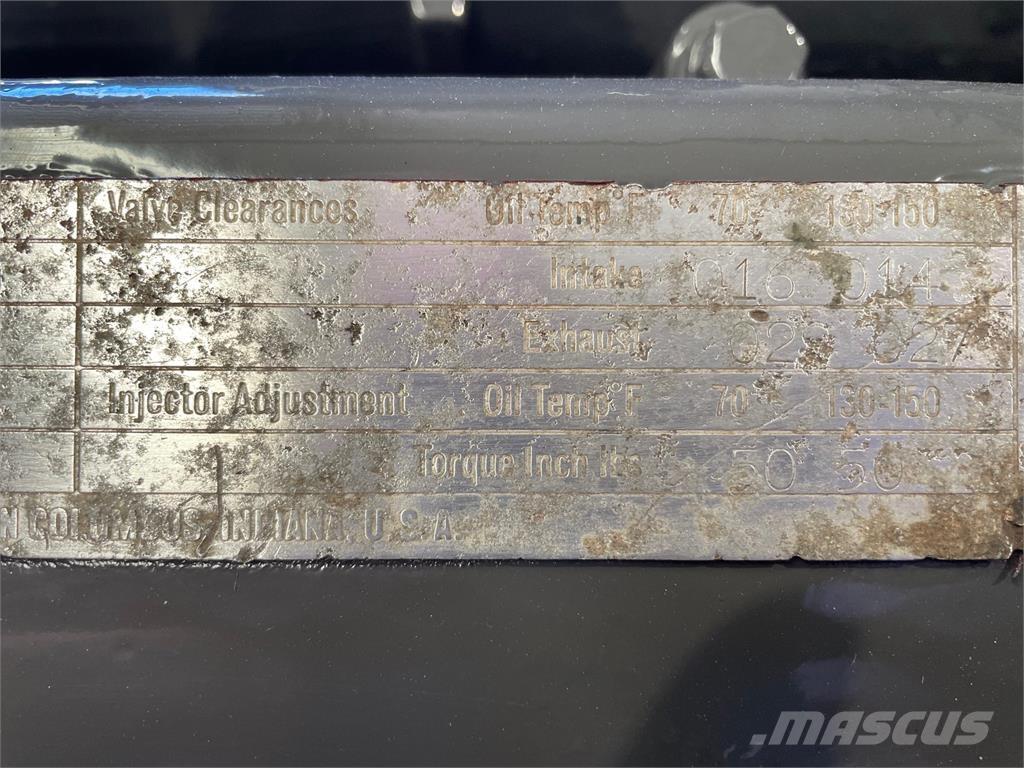 Valve Clearances Oil Temp °F 70 130-150
Intake 016 014
Exhaust 029 027
Injector Adjustment Oil Temp °F 70 130-150
Torque Inch lbs 50 50
N COLUMBUS, INDIANA, U.S.A.
MASCUS